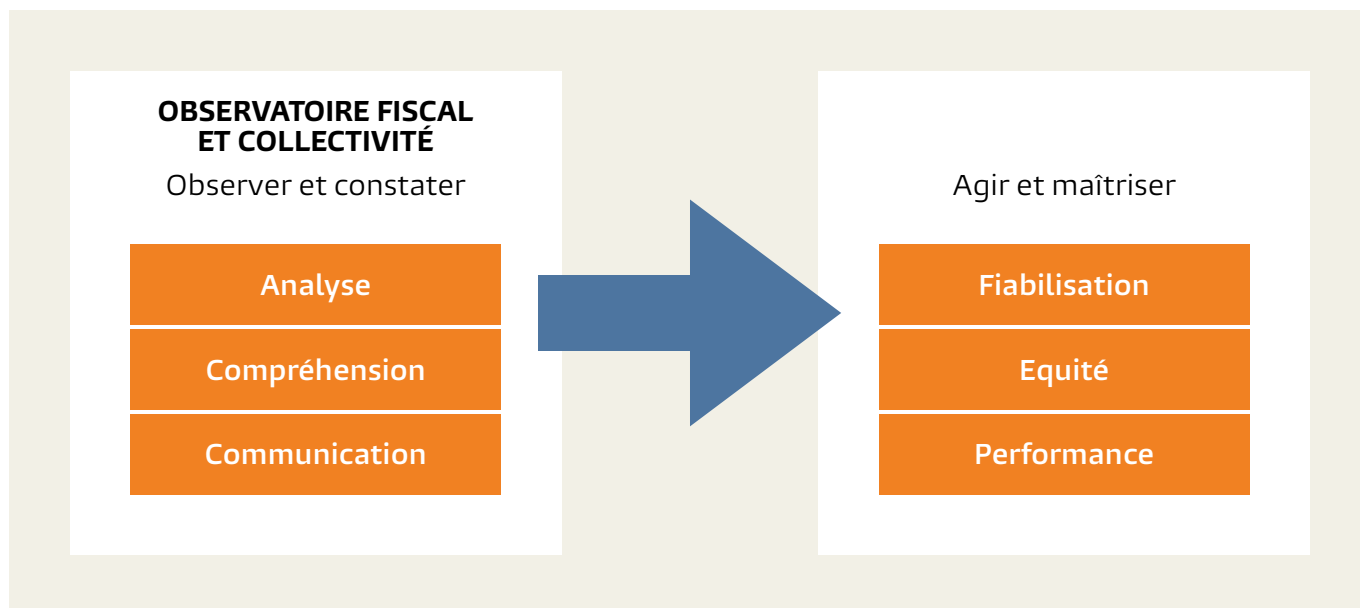 OBSERVATOIRE FISCAL
ET COLLECTIVITÉ
Observer et constater
Analyse
Compréhension
Communication
Agir et maîtriser
Fiabilisation
Equité
Performance